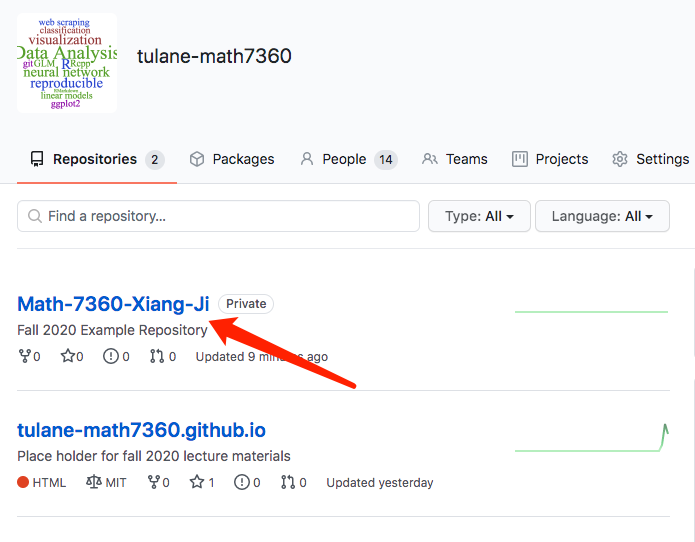 web scraping
classification
visualization
Data Analysis
git GLM R Rcpp
neural network
reproducible
RMarkdown
linear models
ggplot2
tulane-math7360
Repositories 2 Packages People 14 Teams Projects Settings
Find a repository... Type: All Language: All
Math-7360-Xiang-Ji Private
Fall 2020 Example Repository
0 0 0 0 Updated 9 minutes ago
tulane-math7360.github.io
Place holder for fall 2020 lecture materials
HTML MIT 0 1 0 0 Updated yesterday